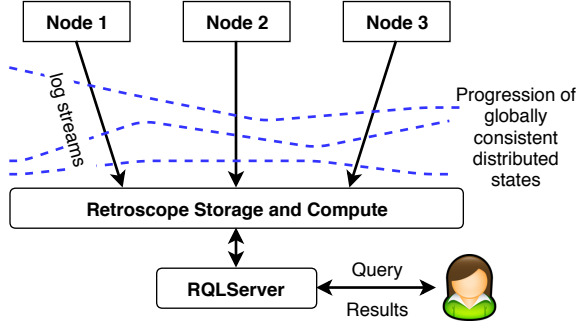 Node 1
Node 2
Node 3
log streams
Progression of
globally
consistent
distributed
states
Retroscope Storage and Compute
RQLServer
Query
Results